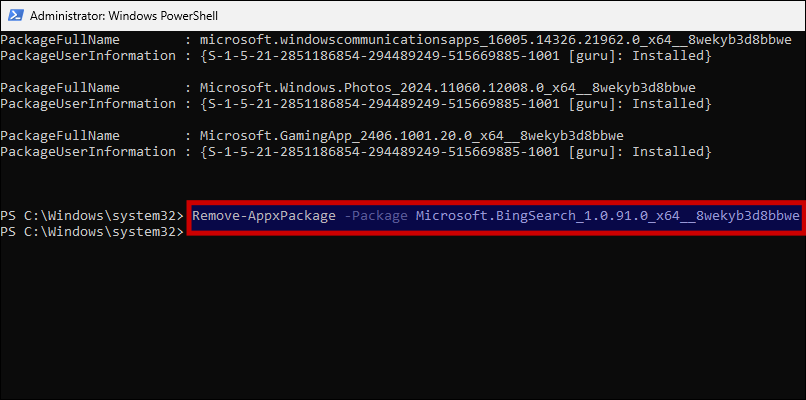 Administrator: Windows PowerShell
PackageFullName : microsoft.windowscommunicationsapps_16005.14326.21962.0_x64__8wekyb3d8bbwe
PackageUserInformation : {S-1-5-21-2851186854-294489249-515669885-1001 [guru]: Installed}
PackageFullName : Microsoft.Windows.Photos_2024.11060.12008.0_x64__8wekyb3d8bbwe
PackageUserInformation : {S-1-5-21-2851186854-294489249-515669885-1001 [guru]: Installed}
PackageFullName : Microsoft.GamingApp_2406.1001.20.0_x64__8wekyb3d8bbwe
PackageUserInformation : {S-1-5-21-2851186854-294489249-515669885-1001 [guru]: Installed}
PS C:\Windows\system32> Remove-AppxPackage -Package Microsoft.BingSearch_1.0.91.0_x64__8wekyb3d8bbwe
PS C:\Windows\system32>